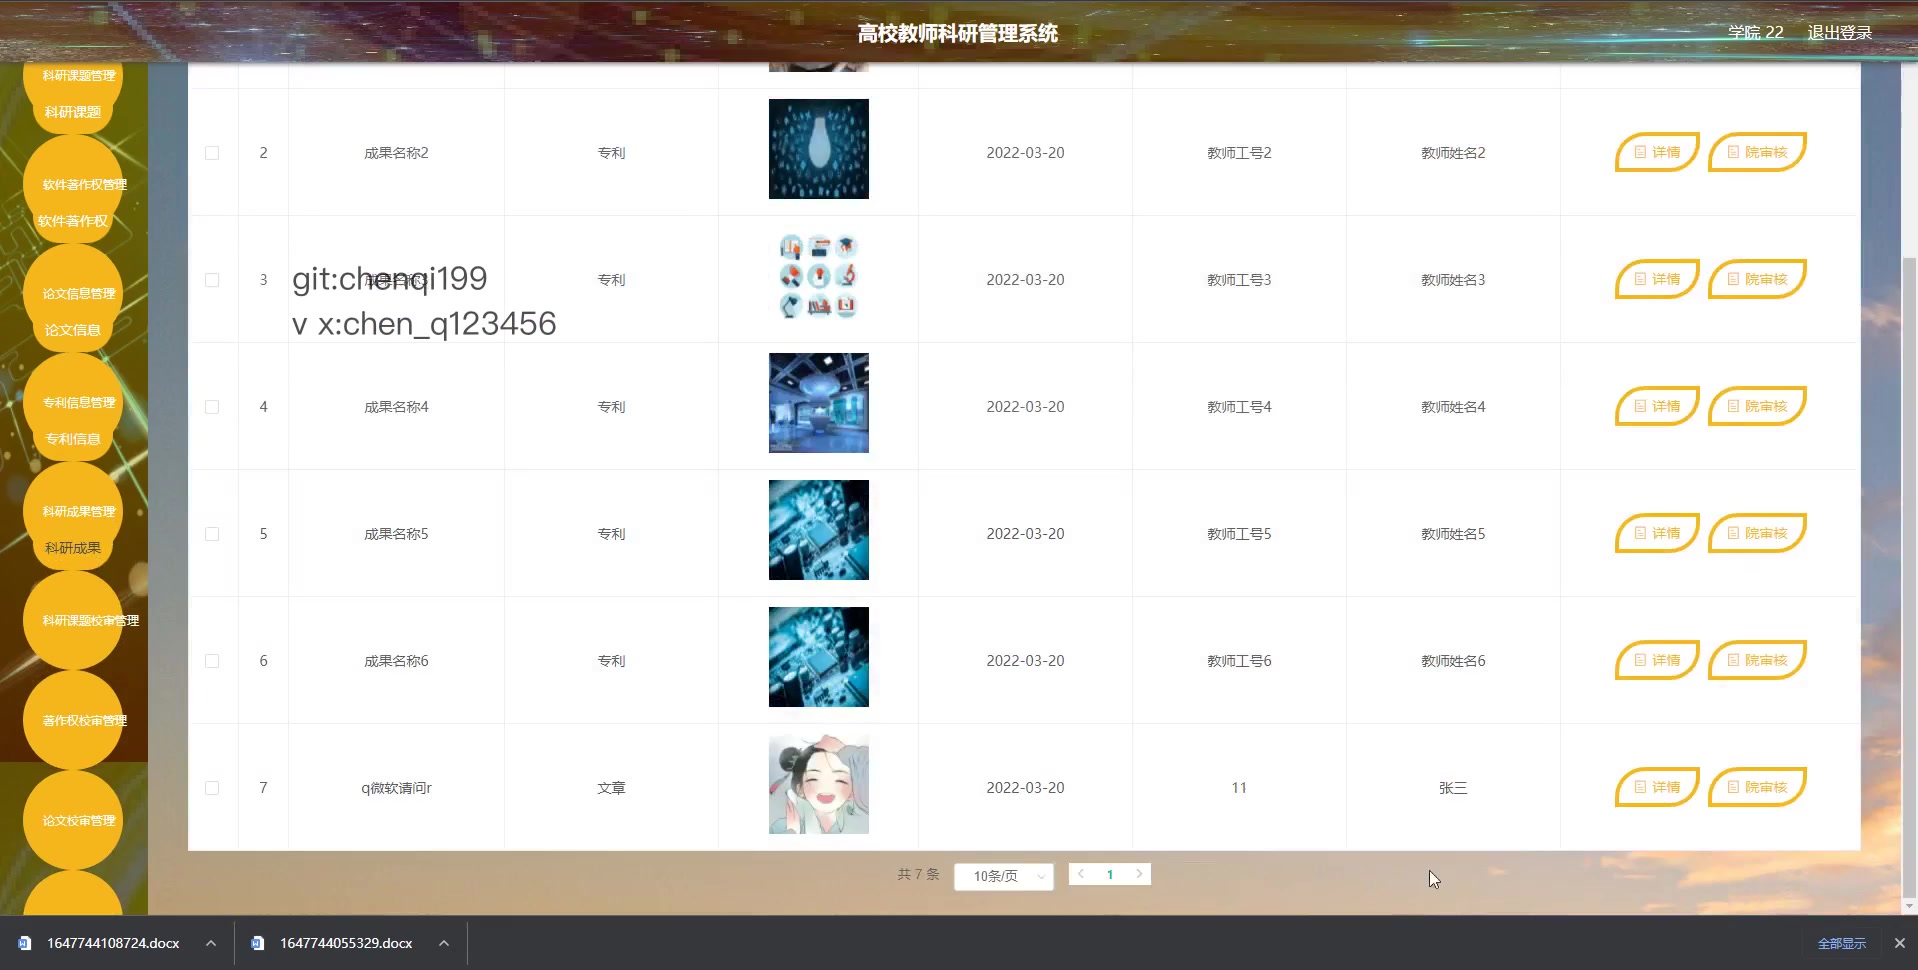 高校教师科研管理系统
学院 22 退出登录
科研课题管理
科研课题
软件著作权管理
软件著作权
论文信息管理
论文信息
专利信息管理
专利信息
科研成果管理
科研成果
科研课题校审管理
著作权校审管理
论文校审管理
2 成果名称2 专利 2022-03-20 教师工号2 教师姓名2 详情 院审核
3 成果名称3 专利 2022-03-20 教师工号3 教师姓名3 详情 院审核
git:chenqi199
v x:chen_q123456
4 成果名称4 专利 2022-03-20 教师工号4 教师姓名4 详情 院审核
5 成果名称5 专利 2022-03-20 教师工号5 教师姓名5 详情 院审核
6 成果名称6 专利 2022-03-20 教师工号6 教师姓名6 详情 院审核
7 q微软请问r 文章 2022-03-20 11 张三 详情 院审核
共 7 条 10条/页 1
1647744108724.docx 1647744055329.docx 全部显示